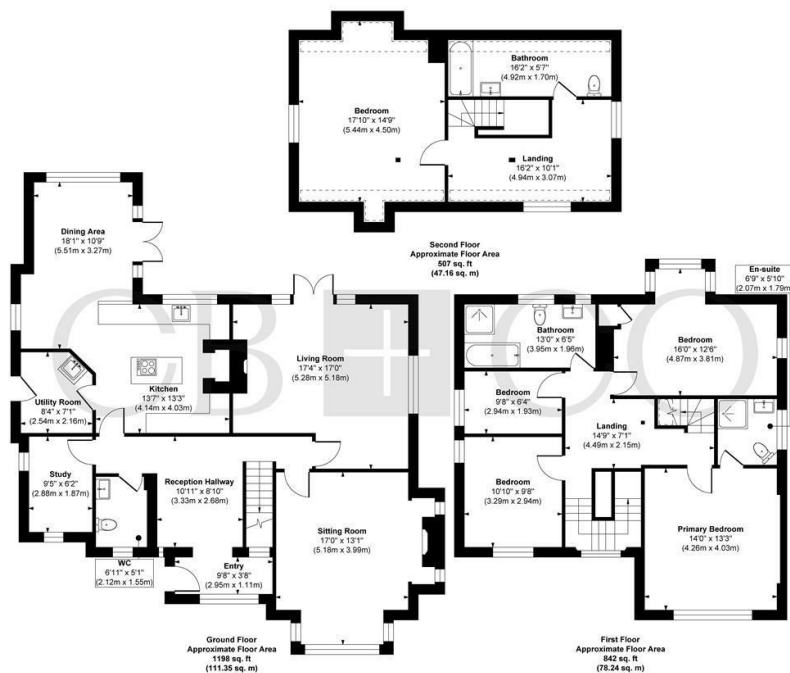 Bathroom
16'2" x 5'7"
(4.92m x 1.70m)
Bedroom
17'10" x 14'9"
(5.44m x 4.50m)
Landing
16'2" x 10'1"
(4.94m x 3.07m)
Second Floor
Approximate Floor Area
507 sq. ft
(47.16 sq. m)
Dining Area
18'1" x 10'9"
(5.51m x 3.27m)
Kitchen
13'7" x 13'3"
(4.14m x 4.03m)
Living Room
17'4" x 17'0"
(5.28m x 5.18m)
Utility Room
8'4" x 7'1"
(2.54m x 2.16m)
Study
9'5" x 6'2"
(2.88m x 1.87m)
Reception Hallway
10'11" x 8'10"
(3.33m x 2.68m)
Sitting Room
17'0" x 13'1"
(5.18m x 3.99m)
WC
6'11" x 5'1"
(2.12m x 1.55m)
Entry
9'8" x 3'8"
(2.95m x 1.11m)
Ground Floor
Approximate Floor Area
1198 sq. ft
(111.35 sq. m)
En-suite
6'9" x 5'10"
(2.07m x 1.79m)
Bathroom
13'0" x 6'5"
(3.95m x 1.96m)
Bedroom
16'0" x 12'6"
(4.87m x 3.81m)
Bedroom
9'8" x 6'4"
(2.94m x 1.93m)
Landing
14'9" x 7'1"
(4.49m x 2.15m)
Bedroom
10'10" x 9'8"
(3.29m x 2.94m)
Primary Bedroom
14'0" x 13'3"
(4.26m x 4.03m)
First Floor
Approximate Floor Area
842 sq. ft
(78.24 sq. m)
CB+CO